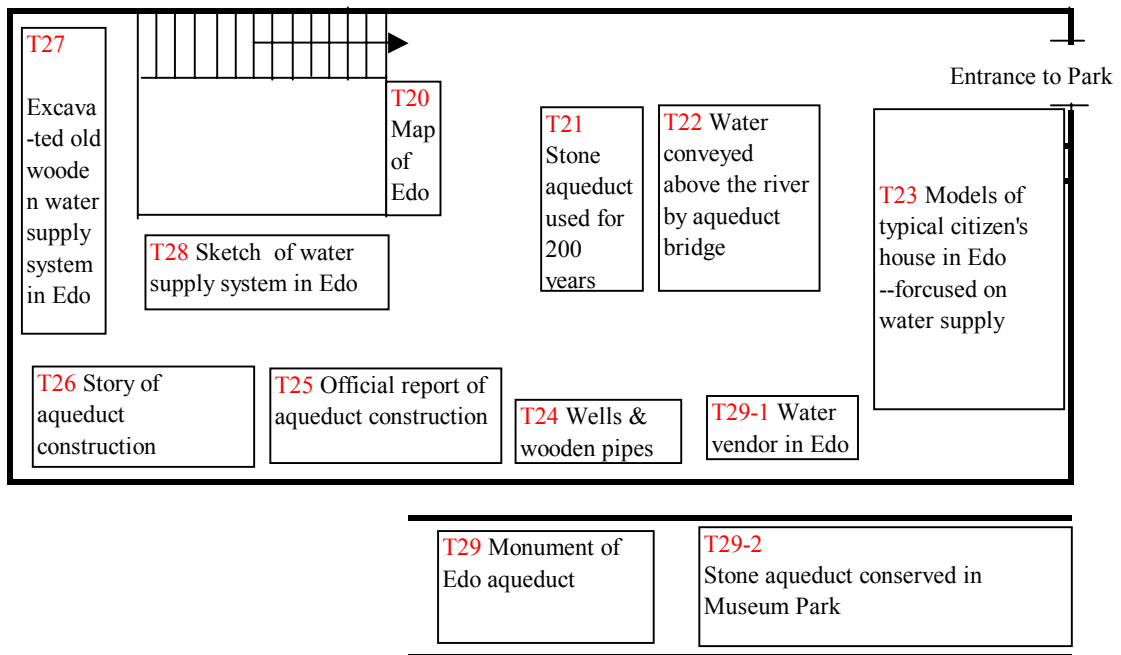 T27
Excava
-ted old
woode
n water
supply
system
in Edo
T20
Map
of
Edo
T28 Sketch of water
supply system in Edo
T21
Stone
aqueduct
used for
200
years
T22 Water
conveyed
above the river
by aqueduct
bridge
Entrance to Park
T23 Models of
typical citizen's
house in Edo
--forcused on
water supply
T26 Story of
aqueduct
construction
T25 Official report of
aqueduct construction
T24 Wells &
wooden pipes
T29-1 Water
vendor in Edo
T29 Monument of
Edo aqueduct
T29-2
Stone aqueduct conserved in
Museum Park